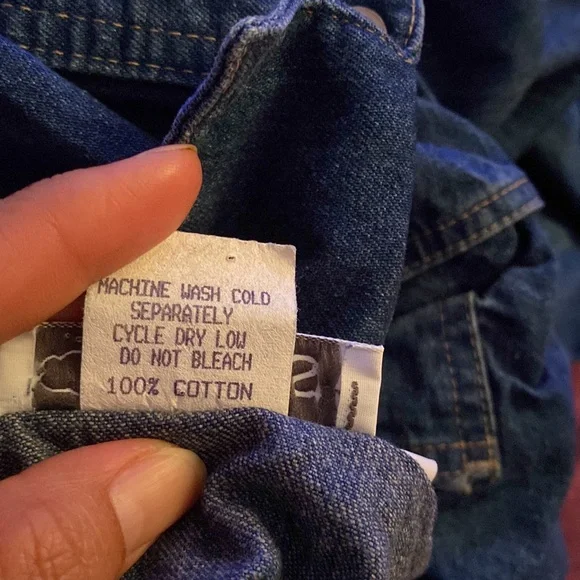 MACHINE WASH COLD
SEPARATELY
CYCLE DRY LOW
DO NOT BLEACH
100% COTTON